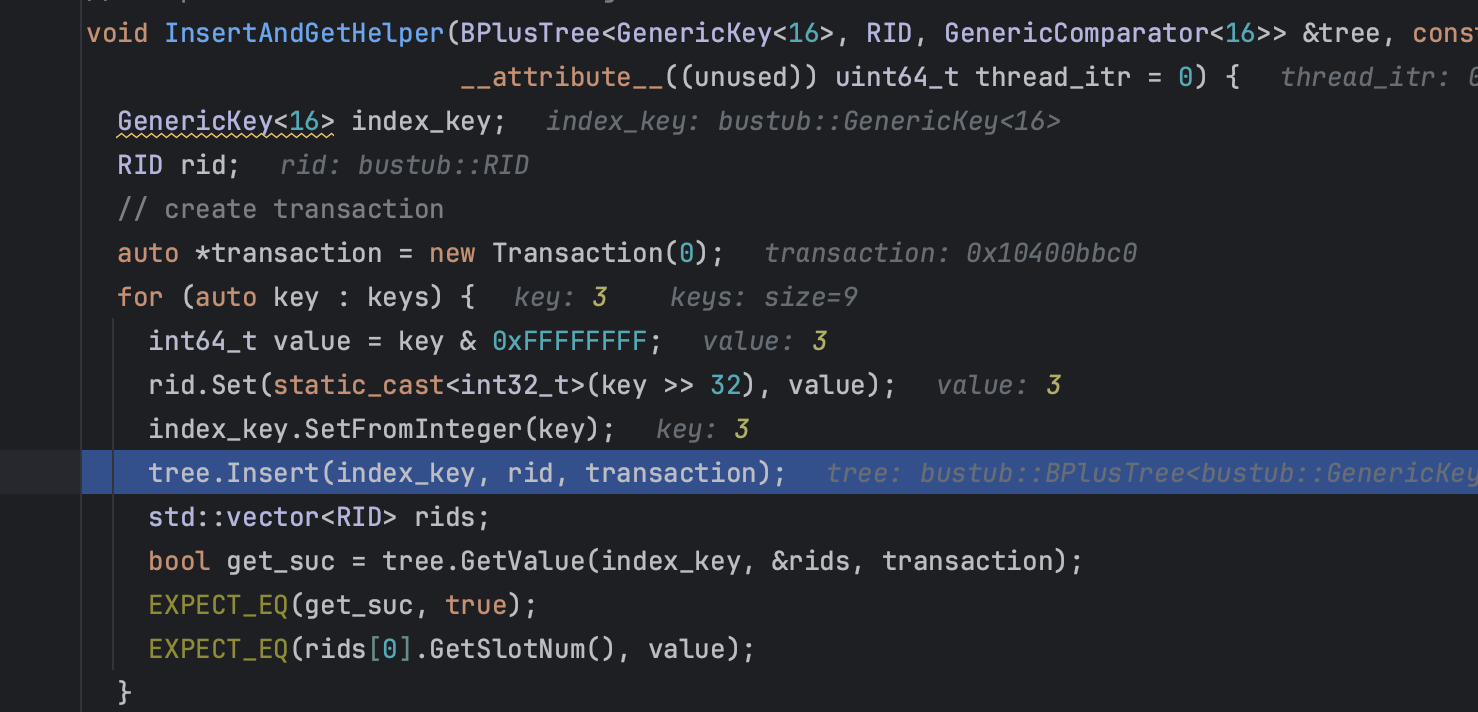 void InsertAndGetHelper(BPlusTree<GenericKey<16>, RID, GenericComparator<16>> &tree, const
__attribute__((unused)) uint64_t thread_itr = 0) { thread_itr: 0
GenericKey<16> index_key; index_key: bustub::GenericKey<16>
RID rid; rid: bustub::RID
// create transaction
auto *transaction = new Transaction(0); transaction: 0x10400bbc0
for (auto key : keys) { key: 3 keys: size=9
int64_t value = key & 0xFFFFFFFF; value: 3
rid.Set(static_cast<int32_t>(key >> 32), value); value: 3
index_key.SetFromInteger(key); key: 3
tree.Insert(index_key, rid, transaction); tree: bustub::BPlusTree<bustub::GenericKey
std::vector<RID> rids;
bool get_suc = tree.GetValue(index_key, &rids, transaction);
EXPECT_EQ(get_suc, true);
EXPECT_EQ(rids[0].GetSlotNum(), value);
}